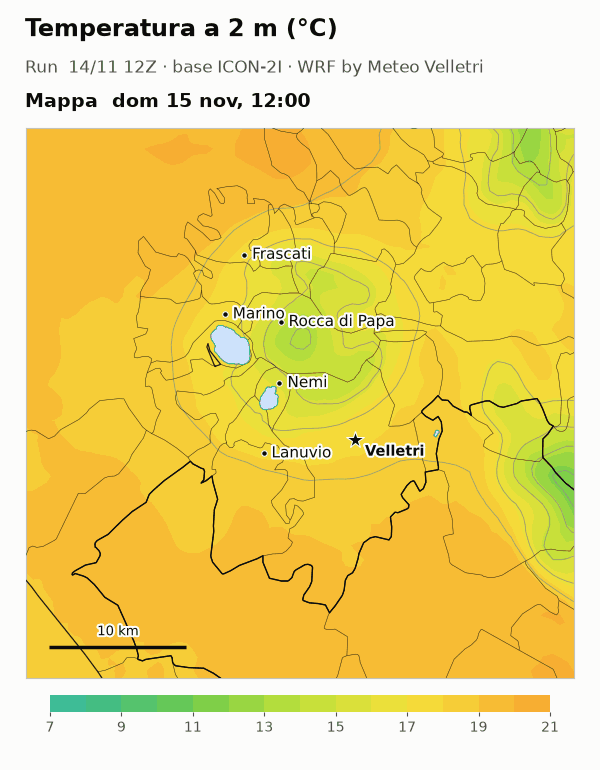 Temperatura a 2 m (°C)
Run  14/11 12Z · base ICON-2I · WRF by Meteo Velletri
Mappa  dom 15 nov, 12:00
Frascati
Marino
Rocca di Papa
Nemi
Velletri
Lanuvio
10 km
7 9 11 13 15 17 19 21